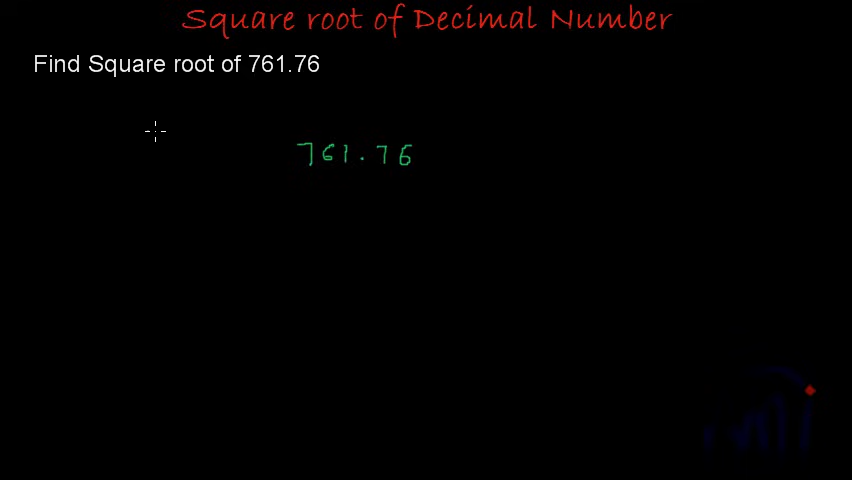 Square root of Decimal Number
Find Square root of 761.76
761.76